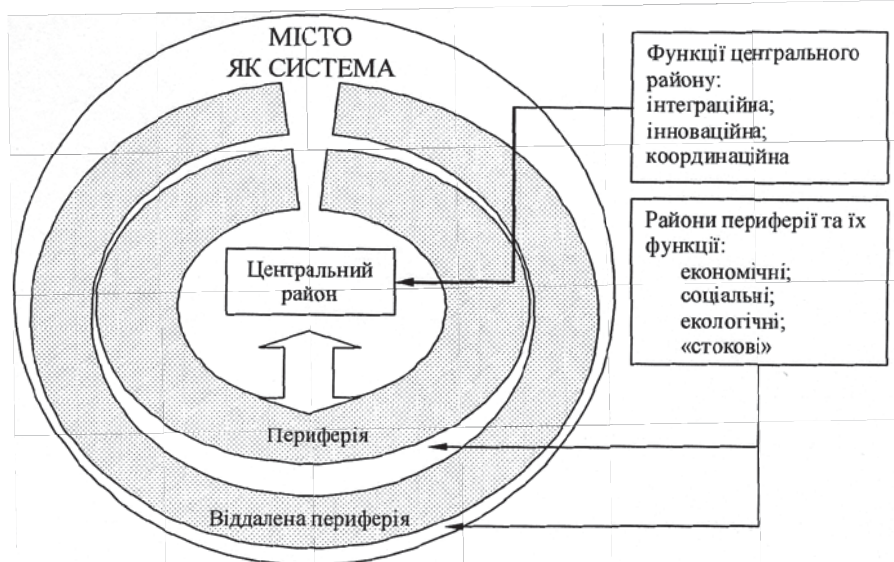 МІСТО
ЯК СИСТЕМА
Функції центрального
району:
інтеграційна;
інноваційна;
координаційна
Райони периферії та їх
функції:
економічні;
соціальні;
екологічні;
«стокові»
Центральний
район
Периферія
Віддалена периферія